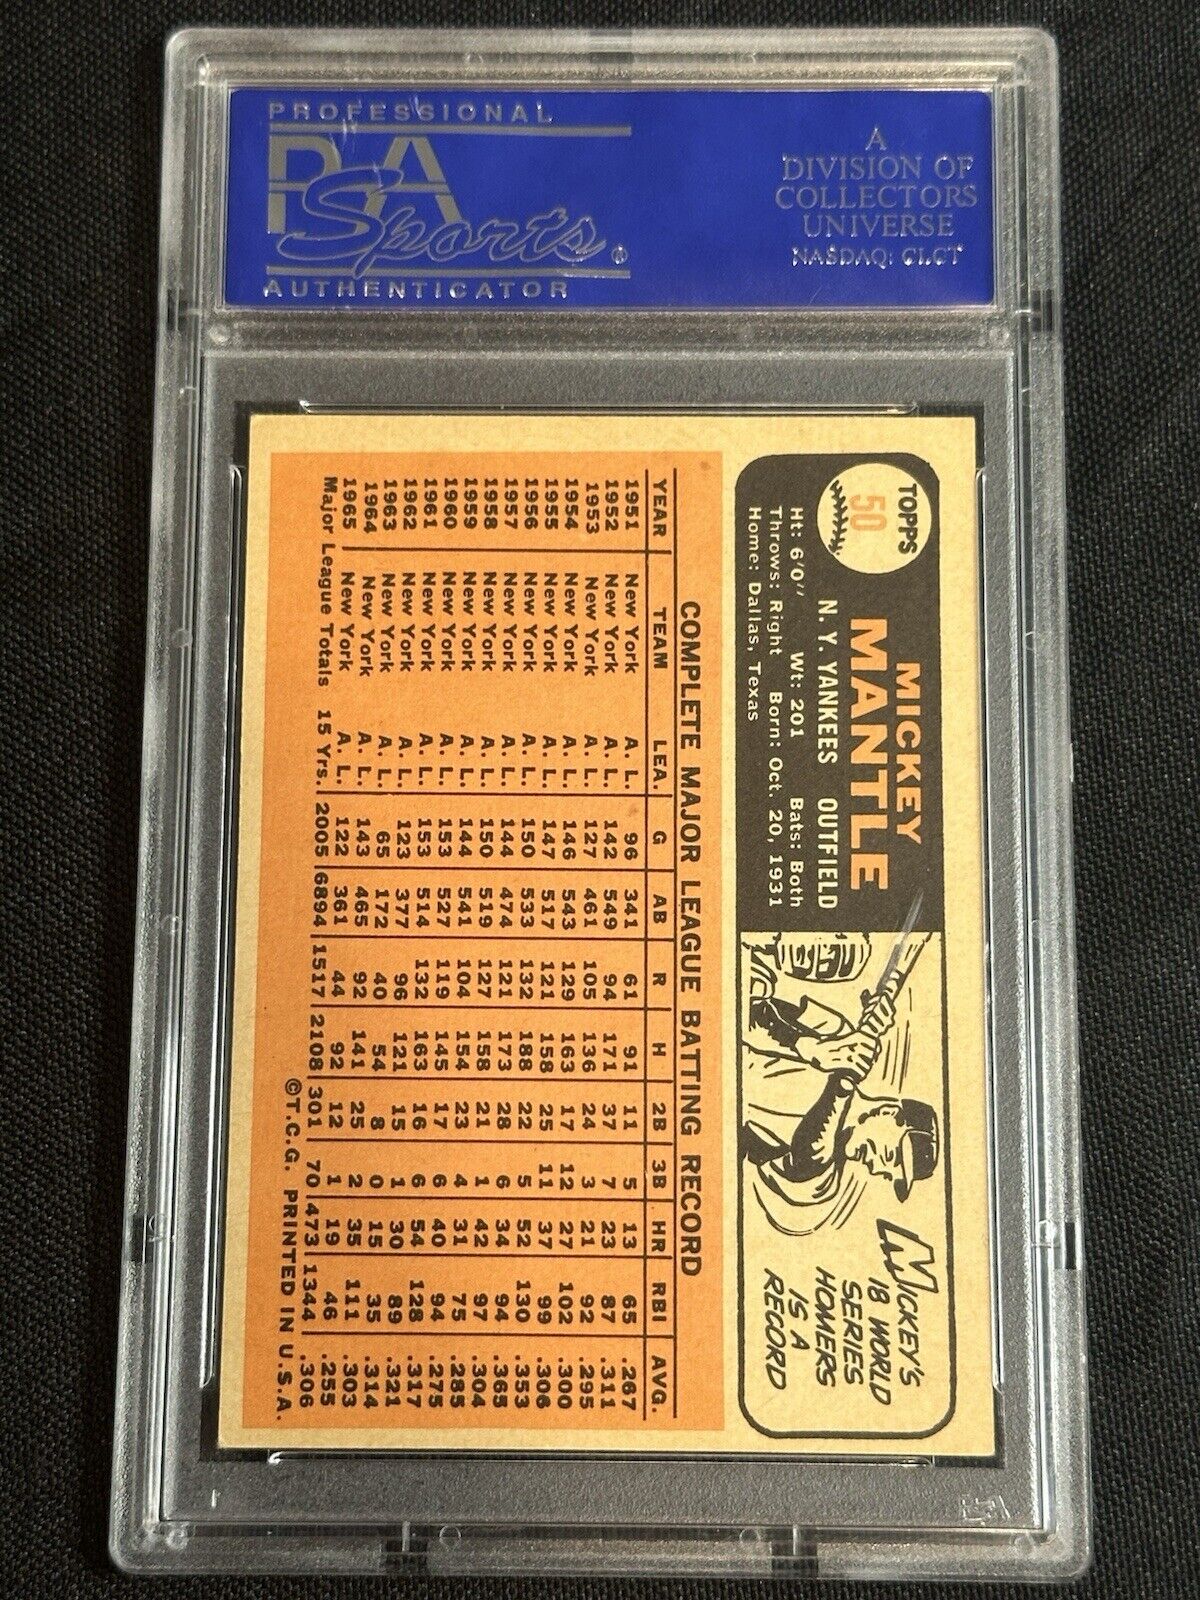 PROFESSIONAL
PSA
Sports®
AUTHENTICATOR
A
DIVISION OF
COLLECTORS
UNIVERSE
NASDAQ: CLCT
TOPPS
50
MICKEY
MANTLE
N. Y. YANKEES OUTFIELD
Ht: 6'0" Wt: 201 Bats: Both
Throws: Right Born: Oct. 20, 1931
Home: Dallas, Texas
MICKEY'S
18 WORLD
SERIES
HOMERS
IS A
RECORD
COMPLETE MAJOR LEAGUE BATTING RECORD
YEAR TEAM LEA. G AB R H 2B 3B HR RBI AVG.
1951 New York A. L. 96 341 61 91 11 5 13 65 .267
1952 New York A. L. 142 549 94 171 37 7 23 87 .311
1953 New York A. L. 127 461 105 136 24 3 21 92 .295
1954 New York A. L. 146 543 129 163 17 12 27 102 .300
1955 New York A. L. 147 517 121 158 25 11 37 99 .306
1956 New York A. L. 150 533 132 188 22 5 52 130 .353
1957 New York A. L. 144 474 121 173 28 6 34 94 .365
1958 New York A. L. 150 519 127 158 21 1 42 97 .304
1959 New York A. L. 144 541 104 154 23 4 31 75 .285
1960 New York A. L. 153 527 119 145 17 6 40 94 .275
1961 New York A. L. 153 514 132 163 16 6 54 128 .317
1962 New York A. L. 123 377 96 121 15 1 30 89 .321
1963 New York A. L. 65 172 40 54 8 0 15 35 .314
1964 New York A. L. 143 465 92 141 25 2 35 111 .303
1965 New York A. L. 122 361 44 92 12 1 19 46 .255
Major League Totals 15 Yrs. 2005 6894 1517 2108 301 70 473 1344 .306
©T.C.G. PRINTED IN U.S.A.